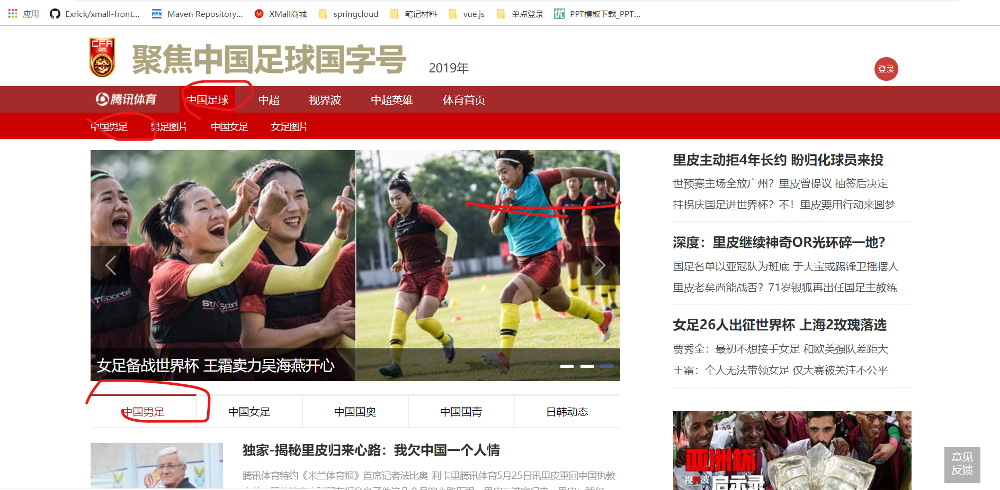 应用 Exrick/xmall-front... Maven Repository... XMall商城 springcloud 笔记材料 vue.js 单点登录 PPT模板下载_PPT...
CFA
中国
聚焦中国足球国字号 2019年
登录
腾讯体育 中国足球 中超 视界波 中超英雄 体育首页
中国男足 男足图片 中国女足 女足图片
女足备战世界杯 王霜卖力吴海燕开心
中国男足 中国女足 中国国奥 中国国青 日韩动态
独家-揭秘里皮归来心路：我欠中国一个人情
腾讯体育特约《米兰体育报》首席记者法比奥-利卡里腾讯体育5月25日讯里皮重回中国执教
里皮主动拒4年长约 盼归化球员来投
世预赛主场全放广州？里皮曾提议 抽签后决定
拄拐庆国足进世界杯？不！里皮要用行动来圆梦
深度：里皮继续神奇OR光环碎一地？
国足名单以亚冠队为班底 于大宝或踢锋卫摇摆人
里皮老矣尚能战否？71岁银狐再出任国足主教练
女足26人出征世界杯 上海2玫瑰落选
贾秀全：最初不想接手女足 和欧美强队差距大
王霜：个人无法带领女足 仅大赛被关注不公平
亚洲杯
视界波 启示录
意见
反馈